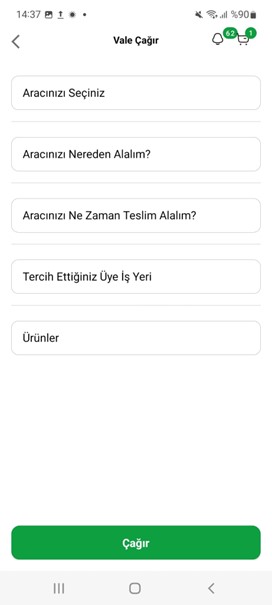 14:37 %90
Vale Çağır 62 1
Aracınızı Seçiniz
Aracınızı Nereden Alalım?
Aracınızı Ne Zaman Teslim Alalım?
Tercih Ettiğiniz Üye İş Yeri
Ürünler
Çağır